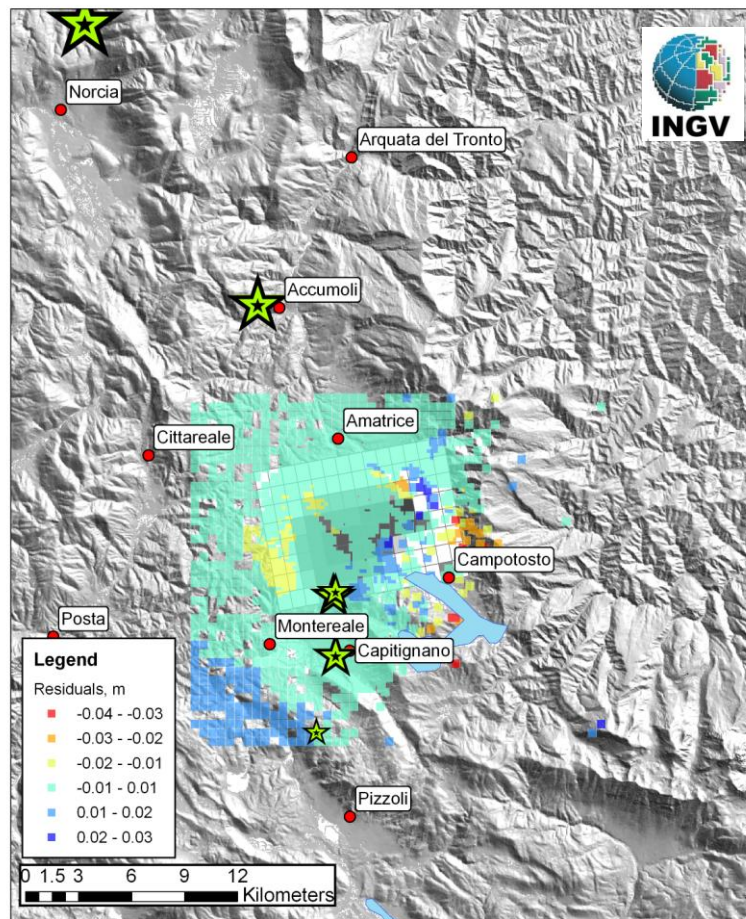 INGV
Norcia
Arquata del Tronto
Accumoli
Amatrice
Cittareale
Campotosto
Posta
Montereale
Capitignano
Legend
Residuals, m
-0.04 - -0.03
-0.03 - -0.02
-0.02 - -0.01
-0.01 - 0.01
0.01 - 0.02
0.02 - 0.03
Pizzoli
0 1.5 3 6 9 12
Kilometers